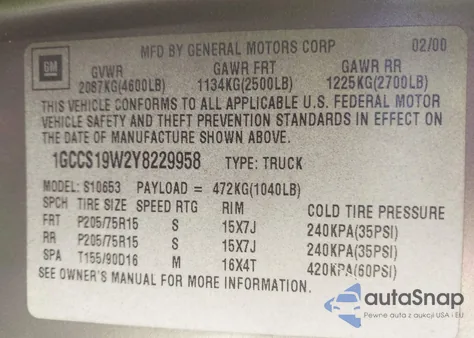 GM
MFD BY GENERAL MOTORS CORP 02/00
GVWR GAWR FRT GAWR RR
2087KG(4600LB) 1134KG(2500LB) 1225KG(2700LB)
THIS VEHICLE CONFORMS TO ALL APPLICABLE U.S. FEDERAL MOTOR
VEHICLE SAFETY AND THEFT PREVENTION STANDARDS IN EFFECT ON
THE DATE OF MANUFACTURE SHOWN ABOVE.
1GCCS19W2Y8229958 TYPE: TRUCK
MODEL: S10653 PAYLOAD = 472KG(1040LB)
SPCH TIRE SIZE SPEED RTG RIM COLD TIRE PRESSURE
FRT P205/75R15 S 15X7J 240KPA(35PSI)
RR P205/75R15 S 15X7J 240KPA(35PSI)
SPA T155/90D16 M 16X4T 420KPA(60PSI)
SEE OWNER'S MANUAL FOR MORE INFORMATION.
autaSnap
Pewne auta z aukcji USA i EU